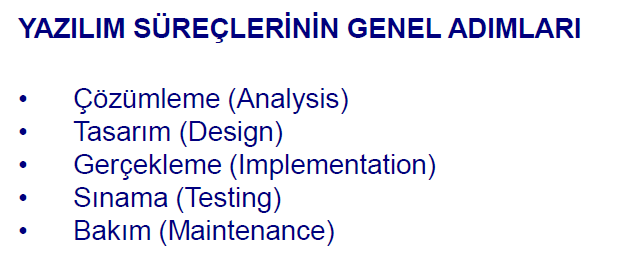 YAZILIM SÜREÇLERİNİN GENEL ADIMLARI
• Çözümleme (Analysis)
• Tasarım (Design)
• Gerçekleme (Implementation)
• Sınama (Testing)
• Bakım (Maintenance)